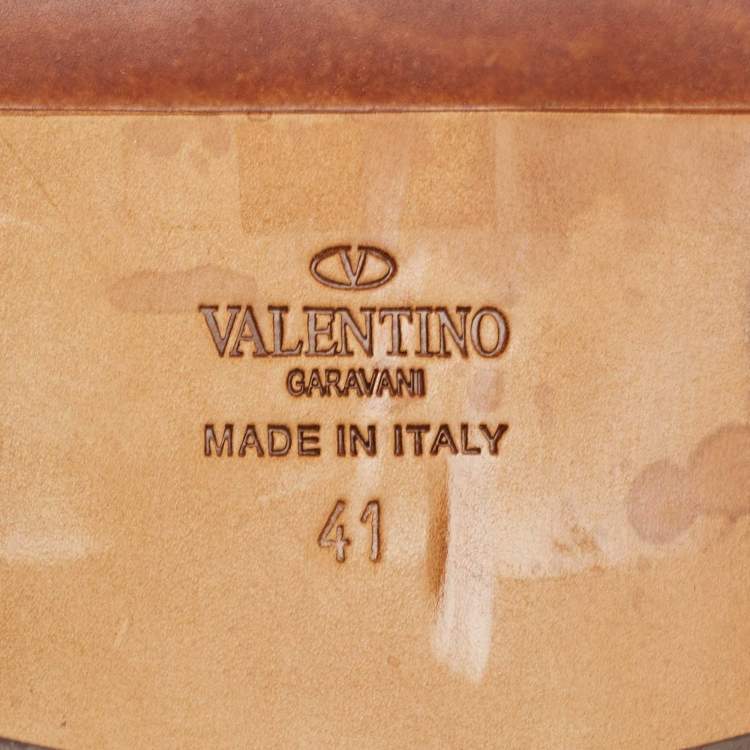 V
VALENTINO
GARAVANI
MADE IN ITALY
41